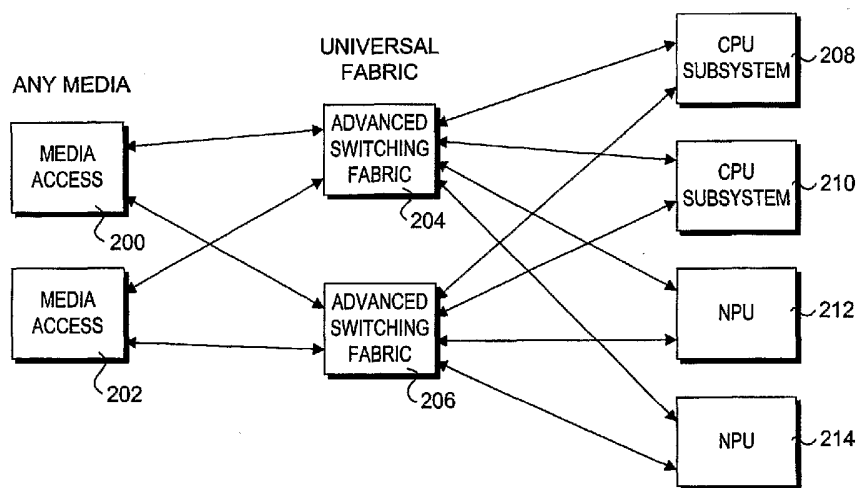 ANY MEDIA
MEDIA
ACCESS
200
MEDIA
ACCESS
202
UNIVERSAL
FABRIC
ADVANCED
SWITCHING
FABRIC
204
ADVANCED
SWITCHING
FABRIC
206
CPU
SUBSYSTEM
208
CPU
SUBSYSTEM
210
NPU
212
NPU
214